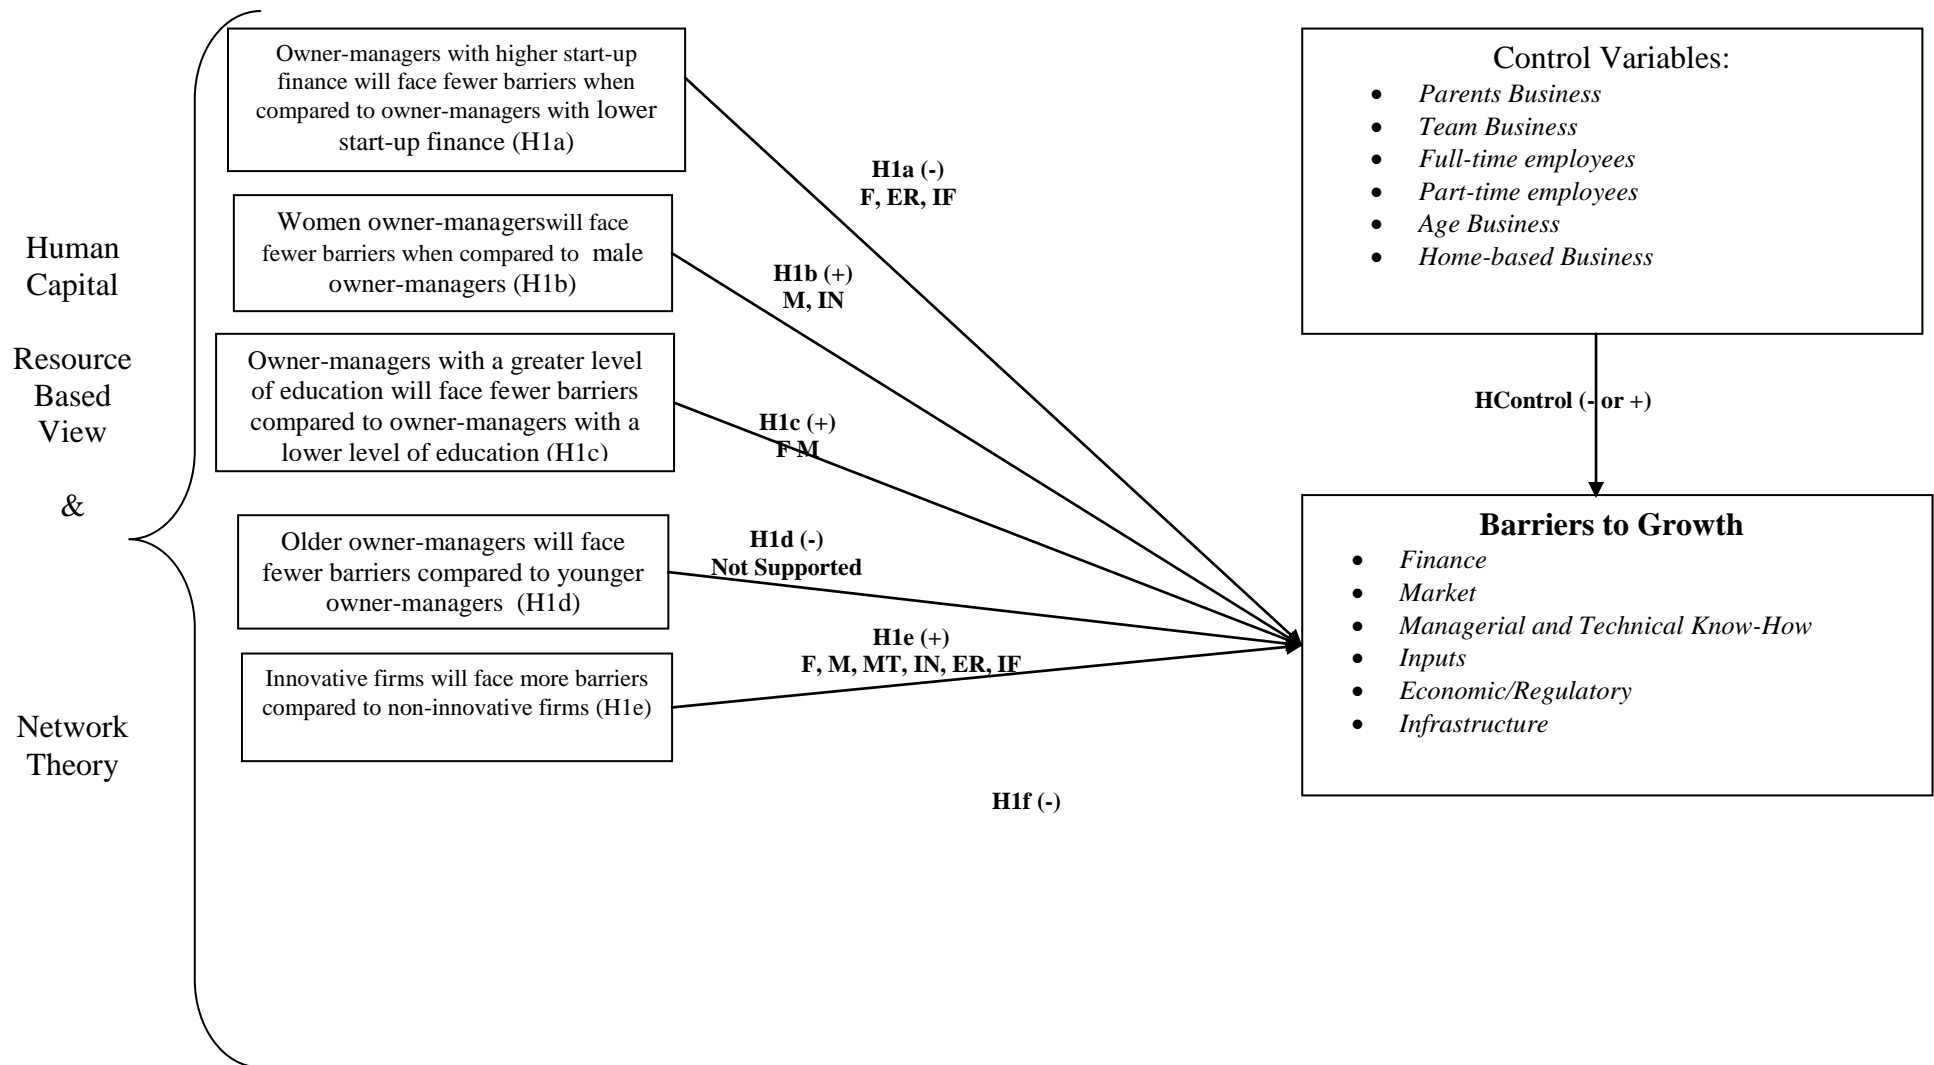 Human
Capital
Resource
Based
View
&
Network
Theory
Owner-managers with higher start-up
finance will face fewer barriers when
compared to owner-managers with lower
start-up finance (H1a)
Women owner-managerswill face
fewer barriers when compared to male
owner-managers (H1b)
Owner-managers with a greater level
of education will face fewer barriers
compared to owner-managers with a
lower level of education (H1c)
Older owner-managers will face
fewer barriers compared to younger
owner-managers (H1d)
Innovative firms will face more barriers
compared to non-innovative firms (H1e)
H1a (-)
F, ER, IF
H1b (+)
M, IN
H1c (+)
F M
H1d (-)
Not Supported
H1e (+)
F, M, MT, IN, ER, IF
H1f (-)
Control Variables:
• Parents Business
• Team Business
• Full-time employees
• Part-time employees
• Age Business
• Home-based Business
HControl (- or +)
Barriers to Growth
• Finance
• Market
• Managerial and Technical Know-How
• Inputs
• Economic/Regulatory
• Infrastructure